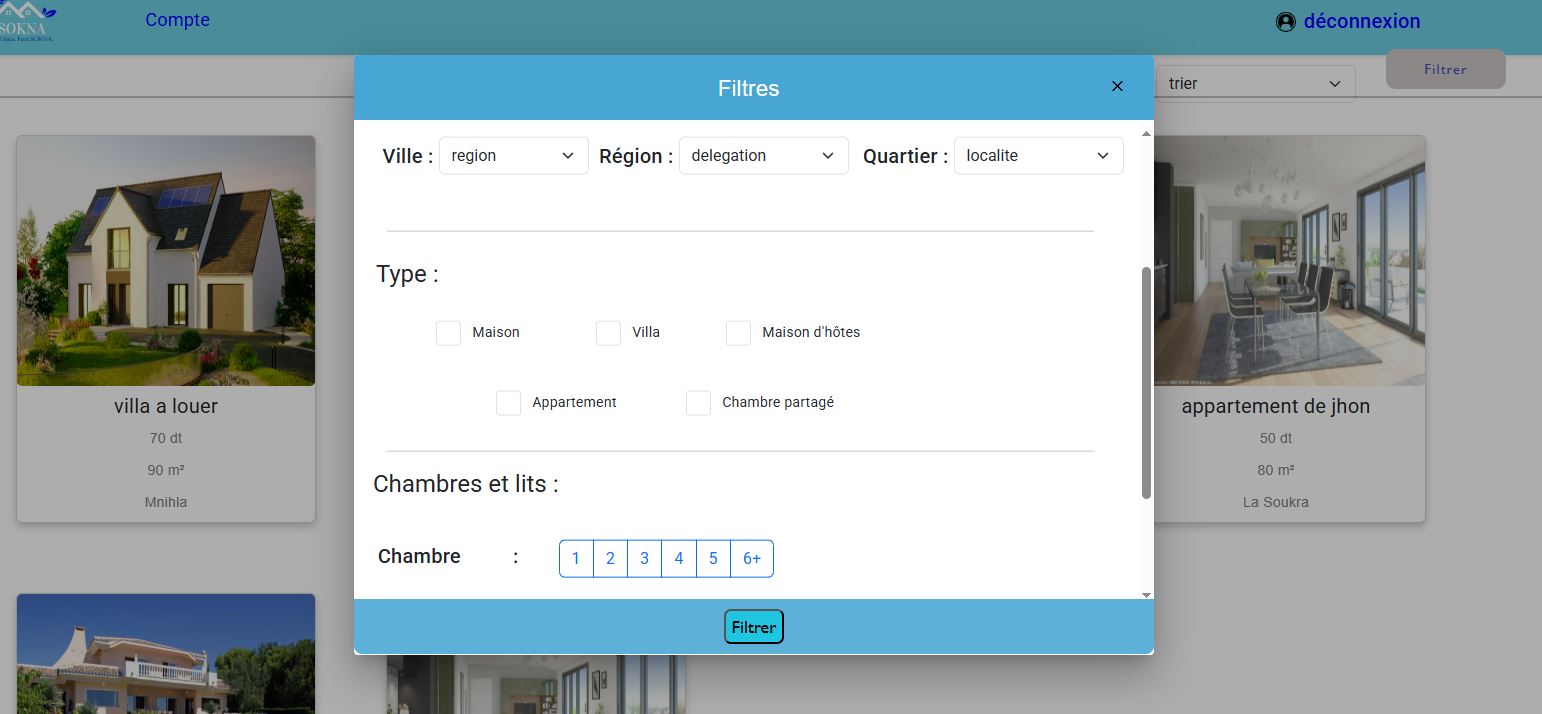 SOKNA
Compte
déconnexion
trier
Filtrer
Filtres
Ville : region
Région : delegation
Quartier : localite
Type :
Maison
Villa
Maison d'hôtes
Appartement
Chambre partagé
Chambres et lits :
Chambre :
1 2 3 4 5 6+
Filtrer
villa a louer
70 dt
90 m²
Mnihla
appartement de jhon
50 dt
80 m²
La Soukra